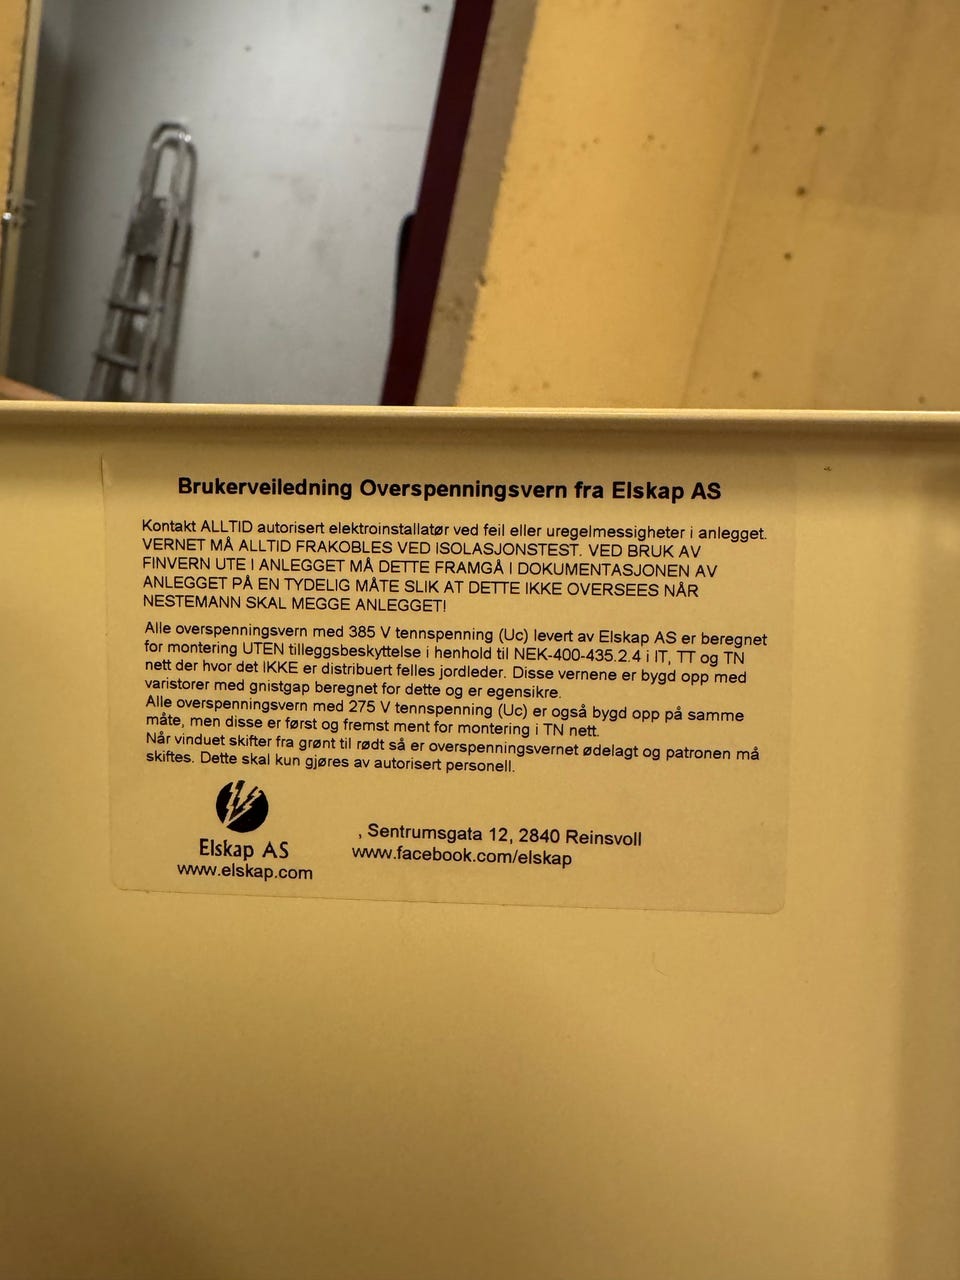 Brukerveiledning Overspenningsvern fra Elskap AS
Kontakt ALLTID autorisert elektroinstallatør ved feil eller uregelmessigheter i anlegget.
VERNET MÅ ALLTID FRAKOBLES VED ISOLASJONSTEST. VED BRUK AV
FINVERN UTE I ANLEGGET MÅ DETTE FRAMGÅ I DOKUMENTASJONEN AV
ANLEGGET PÅ EN TYDELIG MÅTE SLIK AT DETTE IKKE OVERSEES NÅR
NESTEMANN SKAL MEGGE ANLEGGET!
Alle overspenningsvern med 385 V tennspenning (Uc) levert av Elskap AS er beregnet
for montering UTEN tilleggsbeskyttelse i henhold til NEK-400-435.2.4 i IT, TT og TN
nett der hvor det IKKE er distribuert felles jordleder. Disse vernene er bygd opp med
varistorer med gnistgap beregnet for dette og er egensikre.
Alle overspenningsvern med 275 V tennspenning (Uc) er også bygd opp på samme
måte, men disse er først og fremst ment for montering i TN nett.
Når vinduet skifter fra grønt til rødt så er overspenningsvernet ødelagt og patronen må
skiftes. Dette skal kun gjøres av autorisert personell.
Elskap AS
www.elskap.com
, Sentrumsgata 12, 2840 Reinsvoll
www.facebook.com/elskap